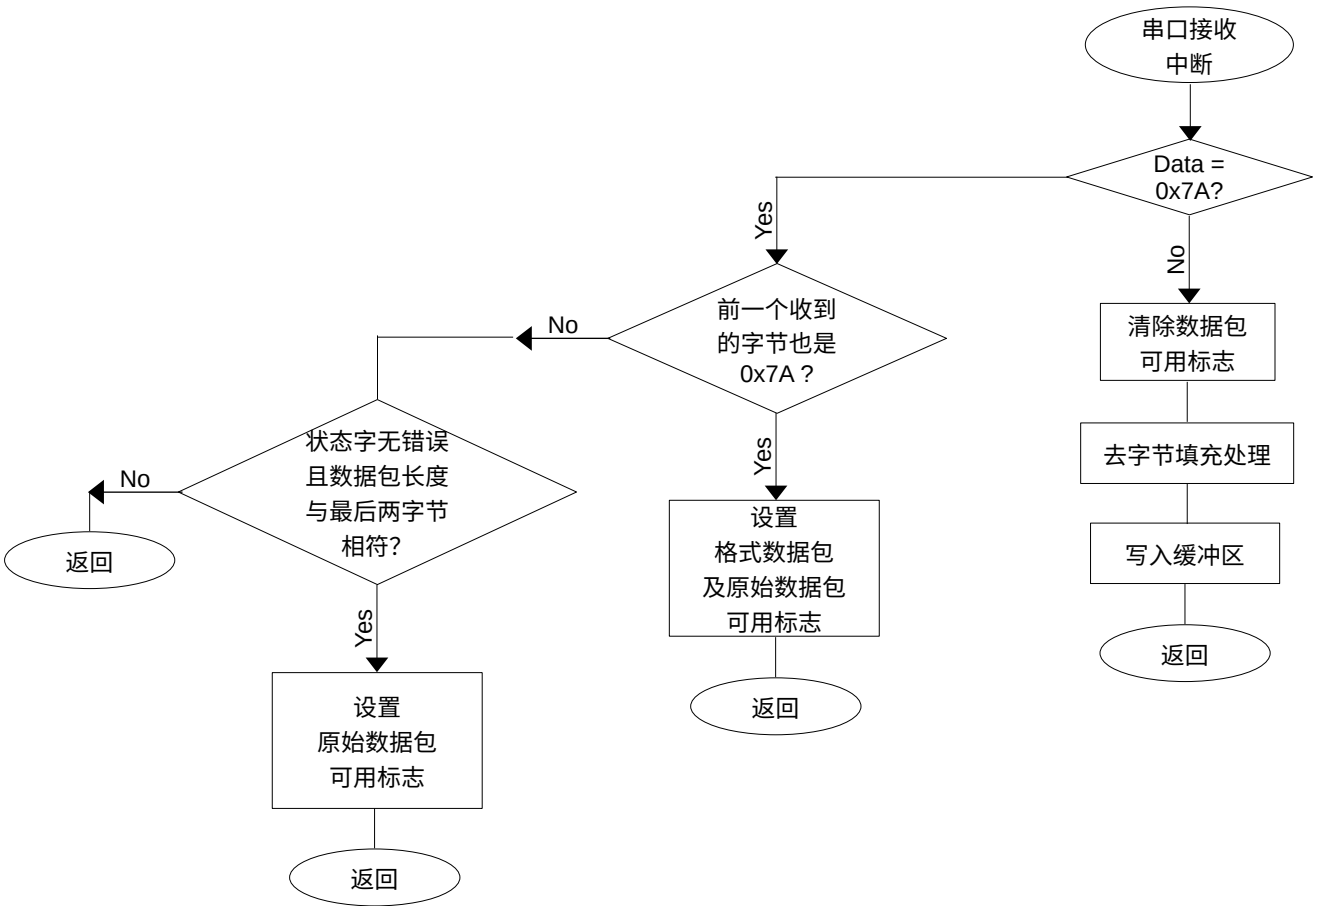 串口接收
中断
Data =
0x7A?
Yes
No
前一个收到
的字节也是
0x7A ?
No
清除数据包
可用标志
状态字无错误
且数据包长度
与最后两字节
相符？
No
Yes
去字节填充处理
设置
格式数据包
及原始数据包
可用标志
写入缓冲区
返回
Yes
返回
设置
原始数据包
可用标志
返回
返回